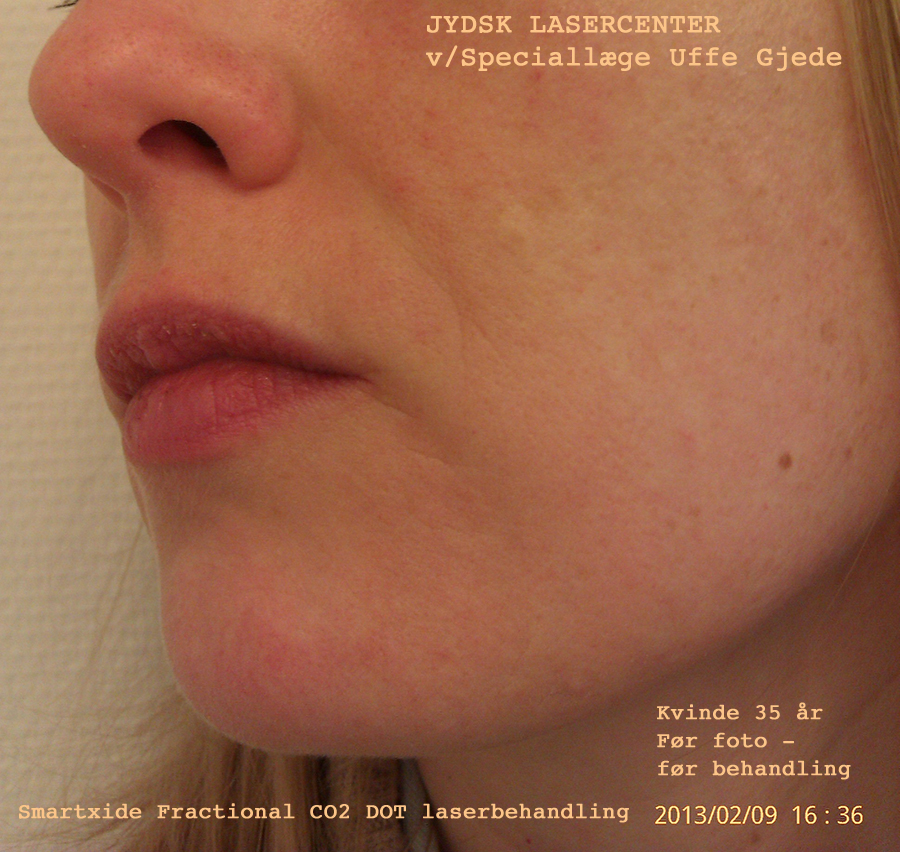 JYDSK LASERCENTER
v/Speciallæge Uffe Gjede
Kvinde 35 år
Før foto -
før behandling
Smartxide Fractional CO2 DOT laserbehandling
2013/02/09 16:36